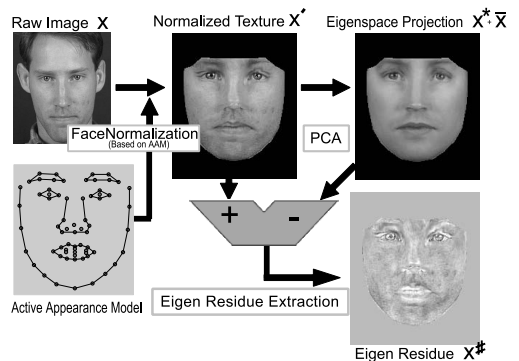 Raw Image X
Normalized Texture X′
Eigenspace Projection X* + X̅
FaceNormalization
(Based on AAM)
PCA
+ -
Active Appearance Model
Eigen Residue Extraction
Eigen Residue X♯